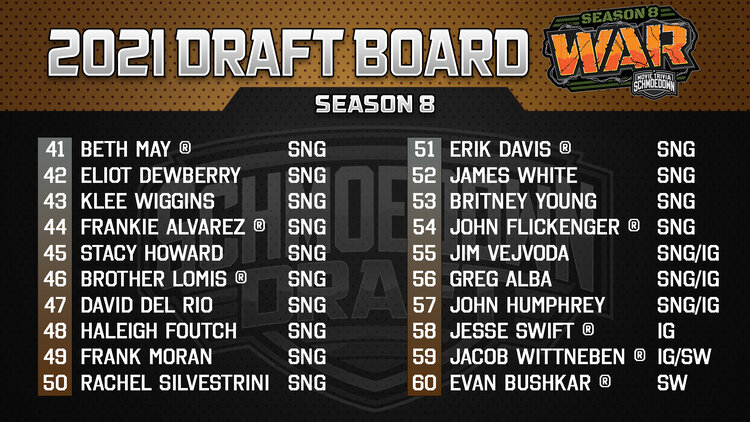 2021 DRAFT BOARD
SEASON 8
WAR
MOVIE TRIVIA
SCHMOEDOWN
SEASON 8
41 BETH MAY ® SNG
42 ELIOT DEWBERRY SNG
43 KLEE WIGGINS SNG
44 FRANKIE ALVAREZ ® SNG
45 STACY HOWARD SNG
46 BROTHER LOMIS ® SNG
47 DAVID DEL RIO SNG
48 HALEIGH FOUTCH SNG
49 FRANK MORAN SNG
50 RACHEL SILVESTRINI SNG
51 ERIK DAVIS ® SNG
52 JAMES WHITE SNG
53 BRITNEY YOUNG SNG
54 JOHN FLICKENGER ® SNG
55 JIM VEJVODA SNG/IG
56 GREG ALBA SNG/IG
57 JOHN HUMPHREY SNG/IG
58 JESSE SWIFT ® IG
59 JACOB WITTNEBEN ® IG/SW
60 EVAN BUSHKAR ® SW
SCHMOEDOWN
DRAFT